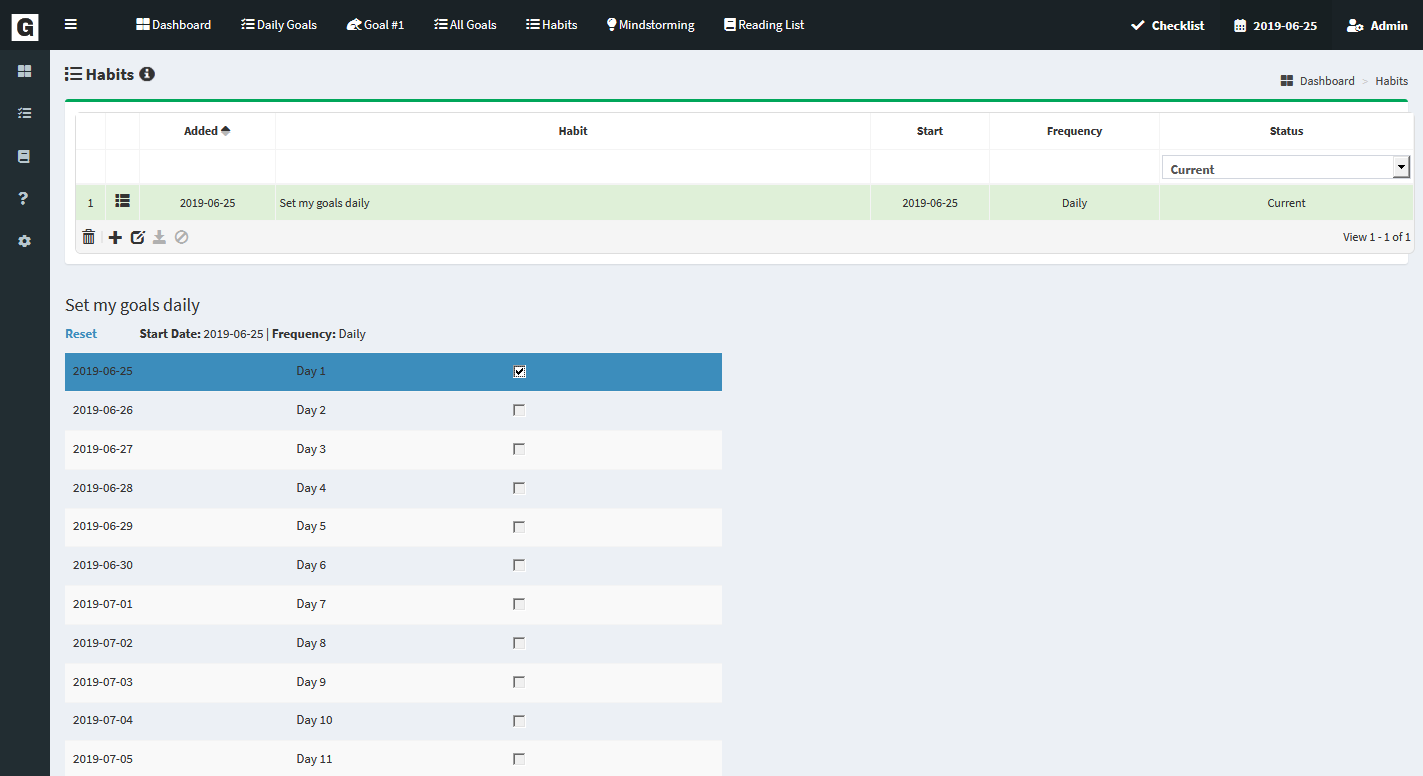 G Dashboard Daily Goals Goal #1 All Goals Habits Mindstorming Reading List Checklist 2019-06-25 Admin
Habits
Dashboard > Habits
Added Habit Start Frequency Status
Current
1 2019-06-25 Set my goals daily 2019-06-25 Daily Current
View 1 - 1 of 1
Set my goals daily
Reset Start Date: 2019-06-25 | Frequency: Daily
2019-06-25 Day 1
2019-06-26 Day 2
2019-06-27 Day 3
2019-06-28 Day 4
2019-06-29 Day 5
2019-06-30 Day 6
2019-07-01 Day 7
2019-07-02 Day 8
2019-07-03 Day 9
2019-07-04 Day 10
2019-07-05 Day 11